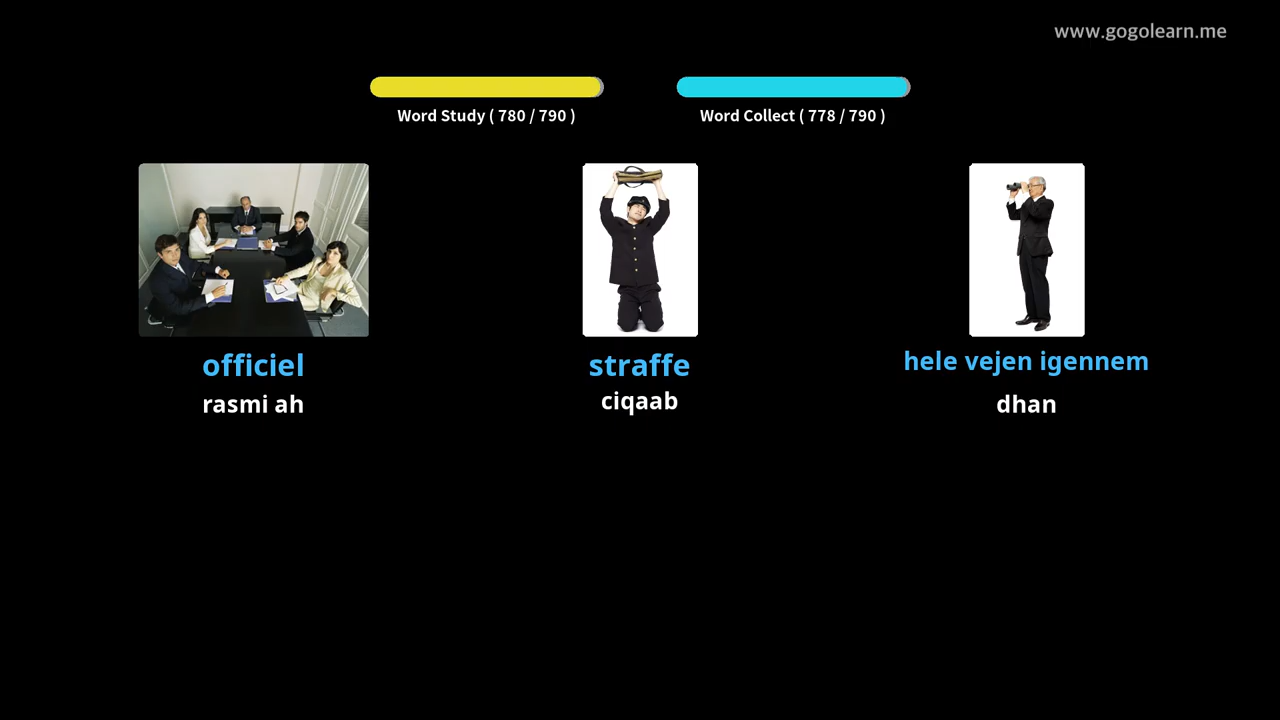 www.gogolearn.me
Word Study ( 780 / 790 )
Word Collect ( 778 / 790 )
officiel
rasmi ah
straffe
ciqaab
hele vejen igennem
dhan